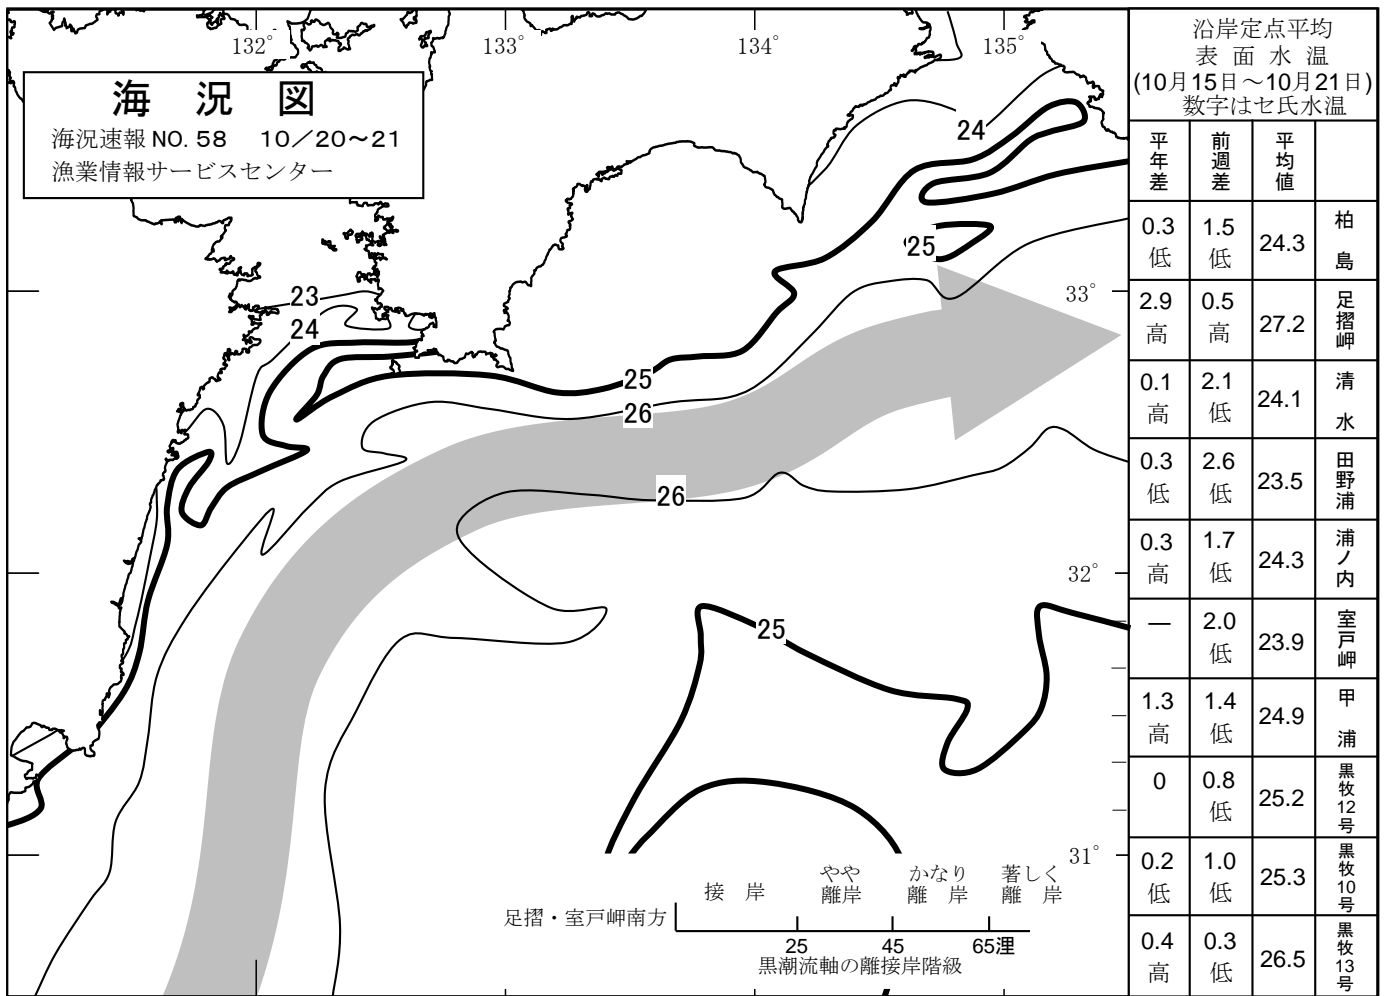 132° 133° 134° 135°
海 況 図
海況速報 NO. 58 10／20～21
漁業情報サービスセンター
24
25
23
24
33°
25
26
26
32°
25
31°
接 岸 やや離岸 かなり離岸 著しく離岸
足摺・室戸岬南方
25 45 65浬
黒潮流軸の離接岸階級
沿岸定点平均
表 面 水 温
(10月15日～10月21日)
数字はセ氏水温
平年差 前週差 平均値
0.3低 1.5低 24.3 柏島
2.9高 0.5高 27.2 足摺岬
0.1高 2.1低 24.1 清水
0.3低 2.6低 23.5 田野浦
0.3高 1.7低 24.3 浦ノ内
— 2.0低 23.9 室戸岬
1.3高 1.4低 24.9 甲浦
0 0.8低 25.2 黒牧12号
0.2低 1.0低 25.3 黒牧10号
0.4高 0.3低 26.5 黒牧13号